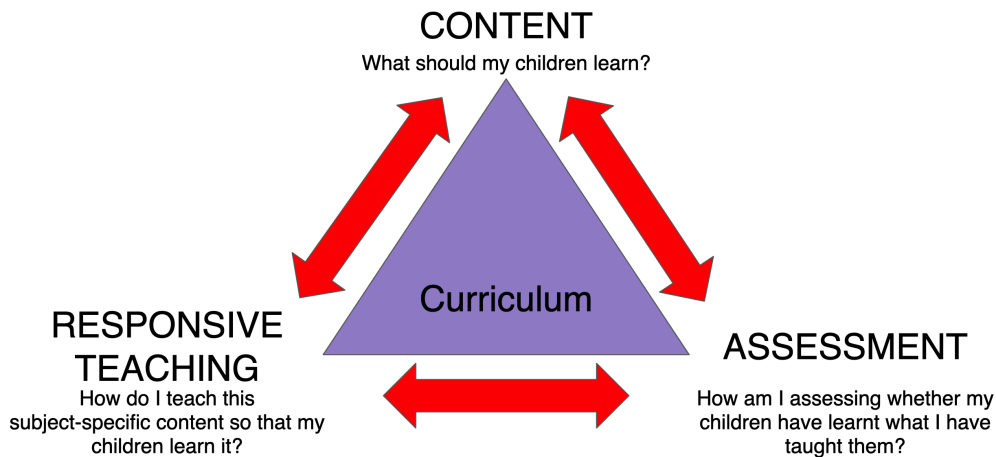 CONTENT
What should my children learn?
Curriculum
RESPONSIVE
TEACHING
How do I teach this
subject-specific content so that my
children learn it?
ASSESSMENT
How am I assessing whether my
children have learnt what I have
taught them?